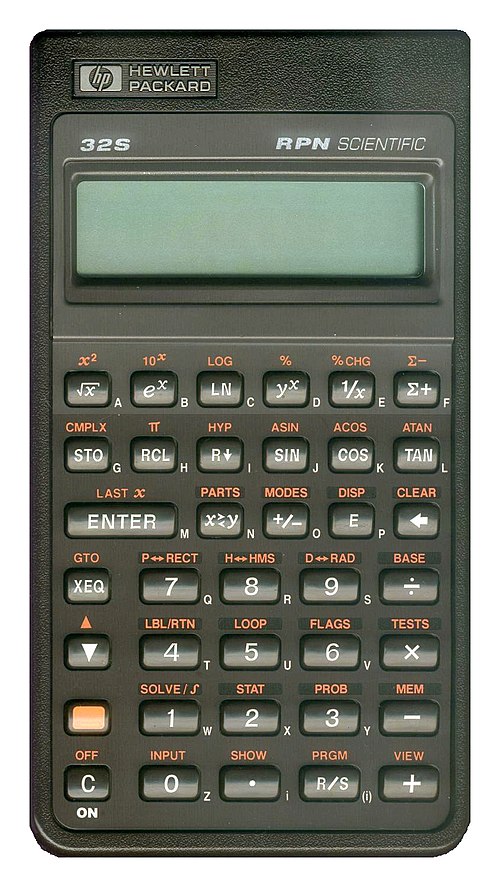 hp HEWLETT
PACKARD
32S RPN SCIENTIFIC
x² 10ˣ LOG % %CHG Σ−
√x A eˣ B LN C yˣ D 1/x E Σ+ F
CMPLX π HYP ASIN ACOS ATAN
STO G RCL H R↓ I SIN J COS K TAN L
LAST x PARTS MODES DISP CLEAR
ENTER M x≷y N +/− O E P ←
GTO P↔RECT H↔HMS D↔RAD BASE
XEQ 7 Q 8 R 9 S ÷
▲ LBL/RTN LOOP FLAGS TESTS
▼ 4 T 5 U 6 V ×
SOLVE/∫ STAT PROB MEM
1 W 2 X 3 Y −
OFF INPUT SHOW PRGM VIEW
C 0 Z · i R/S (i) +
ON